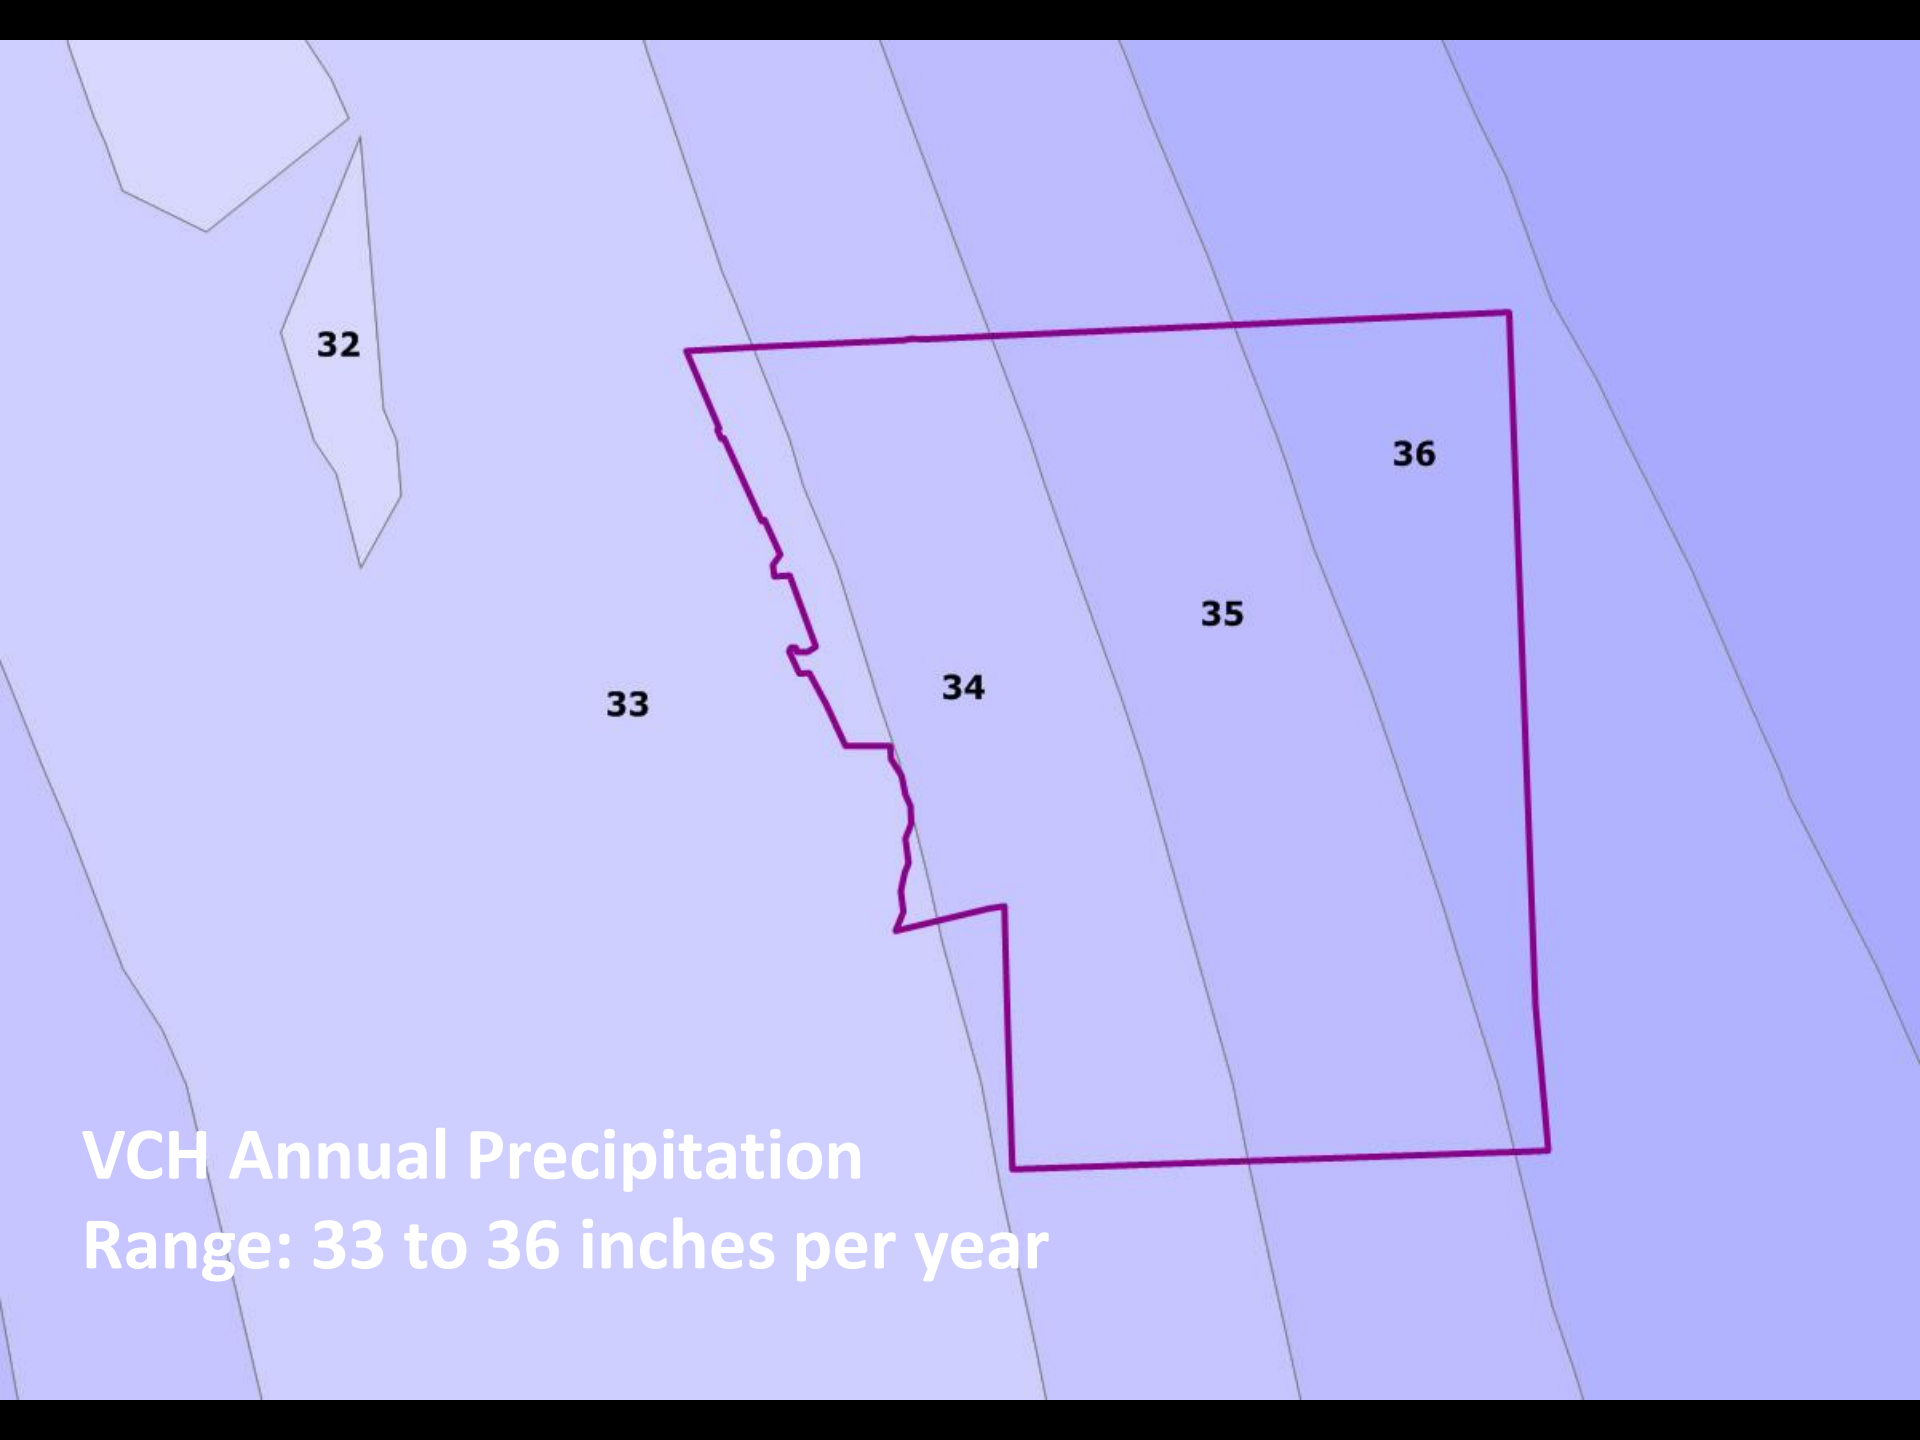 32
36
35
34
33
VCH Annual Precipitation
Range: 33 to 36 inches per year